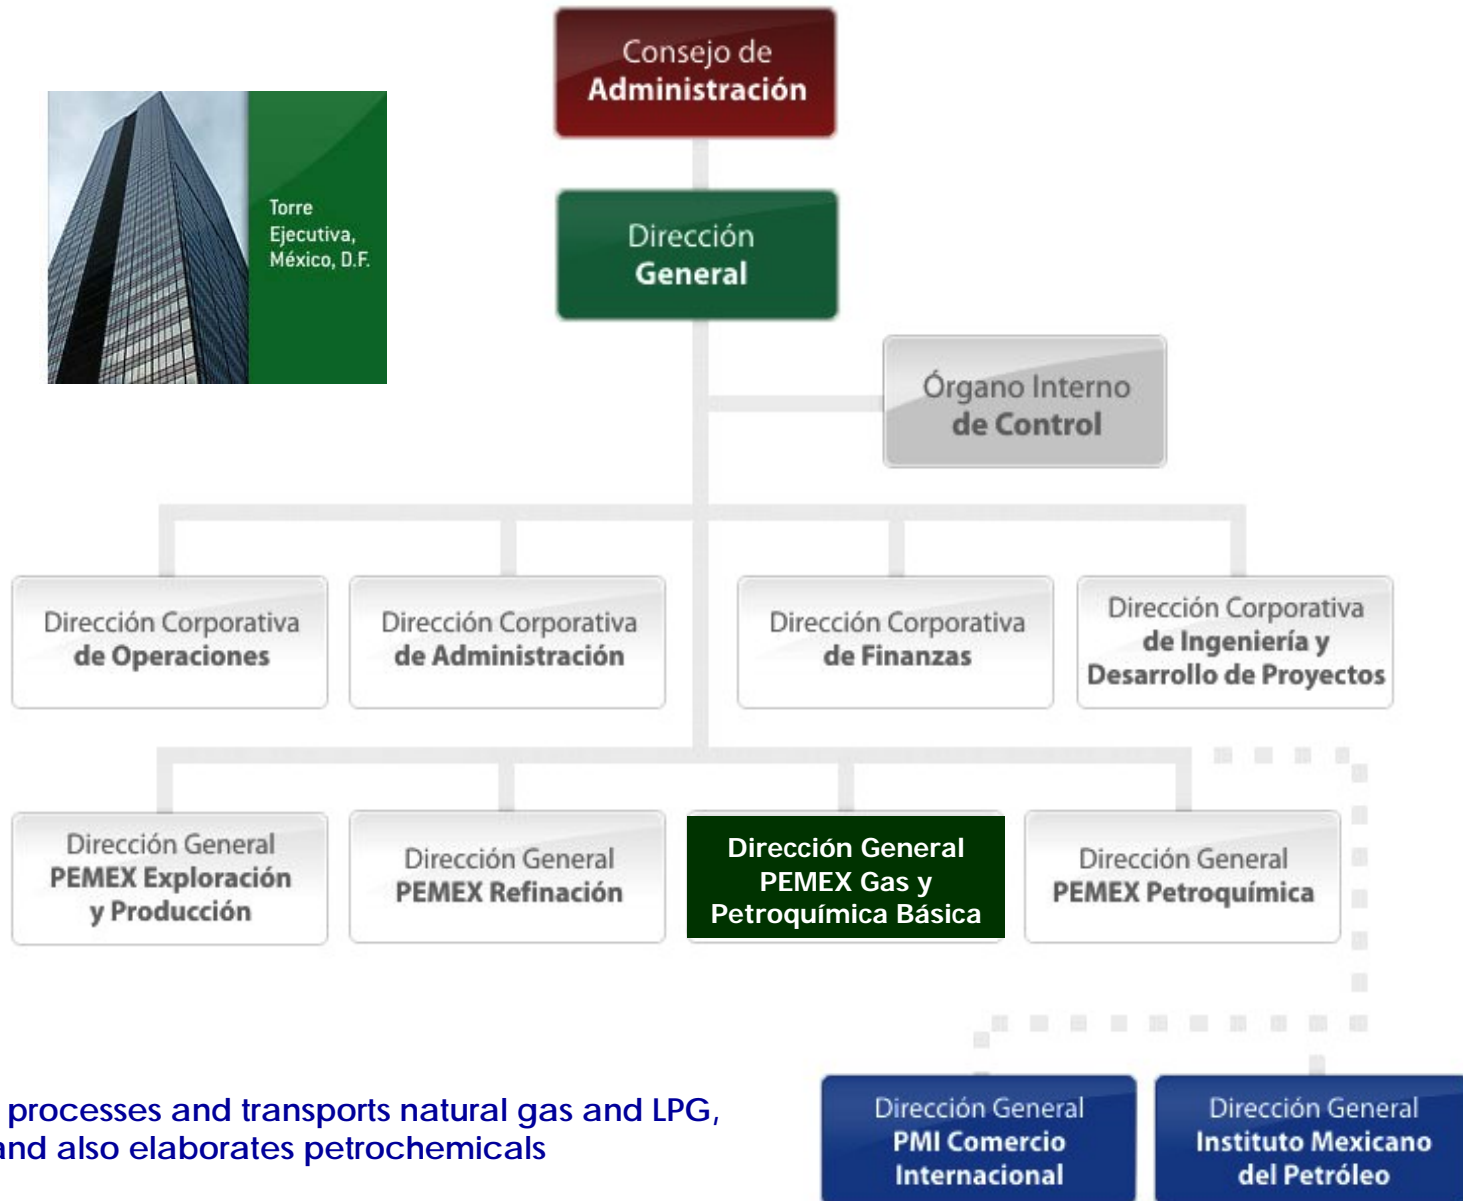 Consejo de
Administración
Torre
Ejecutiva,
México, D.F.
Dirección
General
Órgano Interno
de Control
Dirección Corporativa
de Operaciones
Dirección Corporativa
de Administración
Dirección Corporativa
de Finanzas
Dirección Corporativa
de Ingeniería y
Desarrollo de Proyectos
Dirección General
PEMEX Exploración
y Producción
Dirección General
PEMEX Refinación
Dirección General
PEMEX Gas y
Petroquímica Básica
Dirección General
PEMEX Petroquímica
processes and transports natural gas and LPG,
and also elaborates petrochemicals
Dirección General
PMI Comercio
Internacional
Dirección General
Instituto Mexicano
del Petróleo